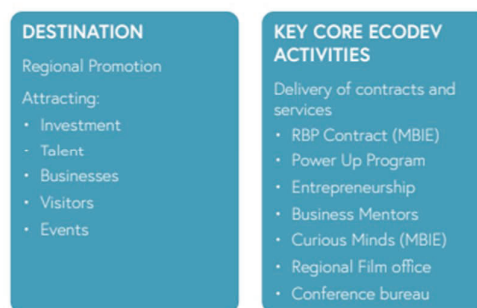 DESTINATION
Regional Promotion
Attracting:
• Investment
- Talent
• Businesses
• Visitors
• Events
KEY CORE ECODEV
ACTIVITIES
Delivery of contracts and
services
• RBP Contract (MBIE)
• Power Up Program
• Entrepreneurship
• Business Mentors
• Curious Minds (MBIE)
• Regional Film office
• Conference bureau